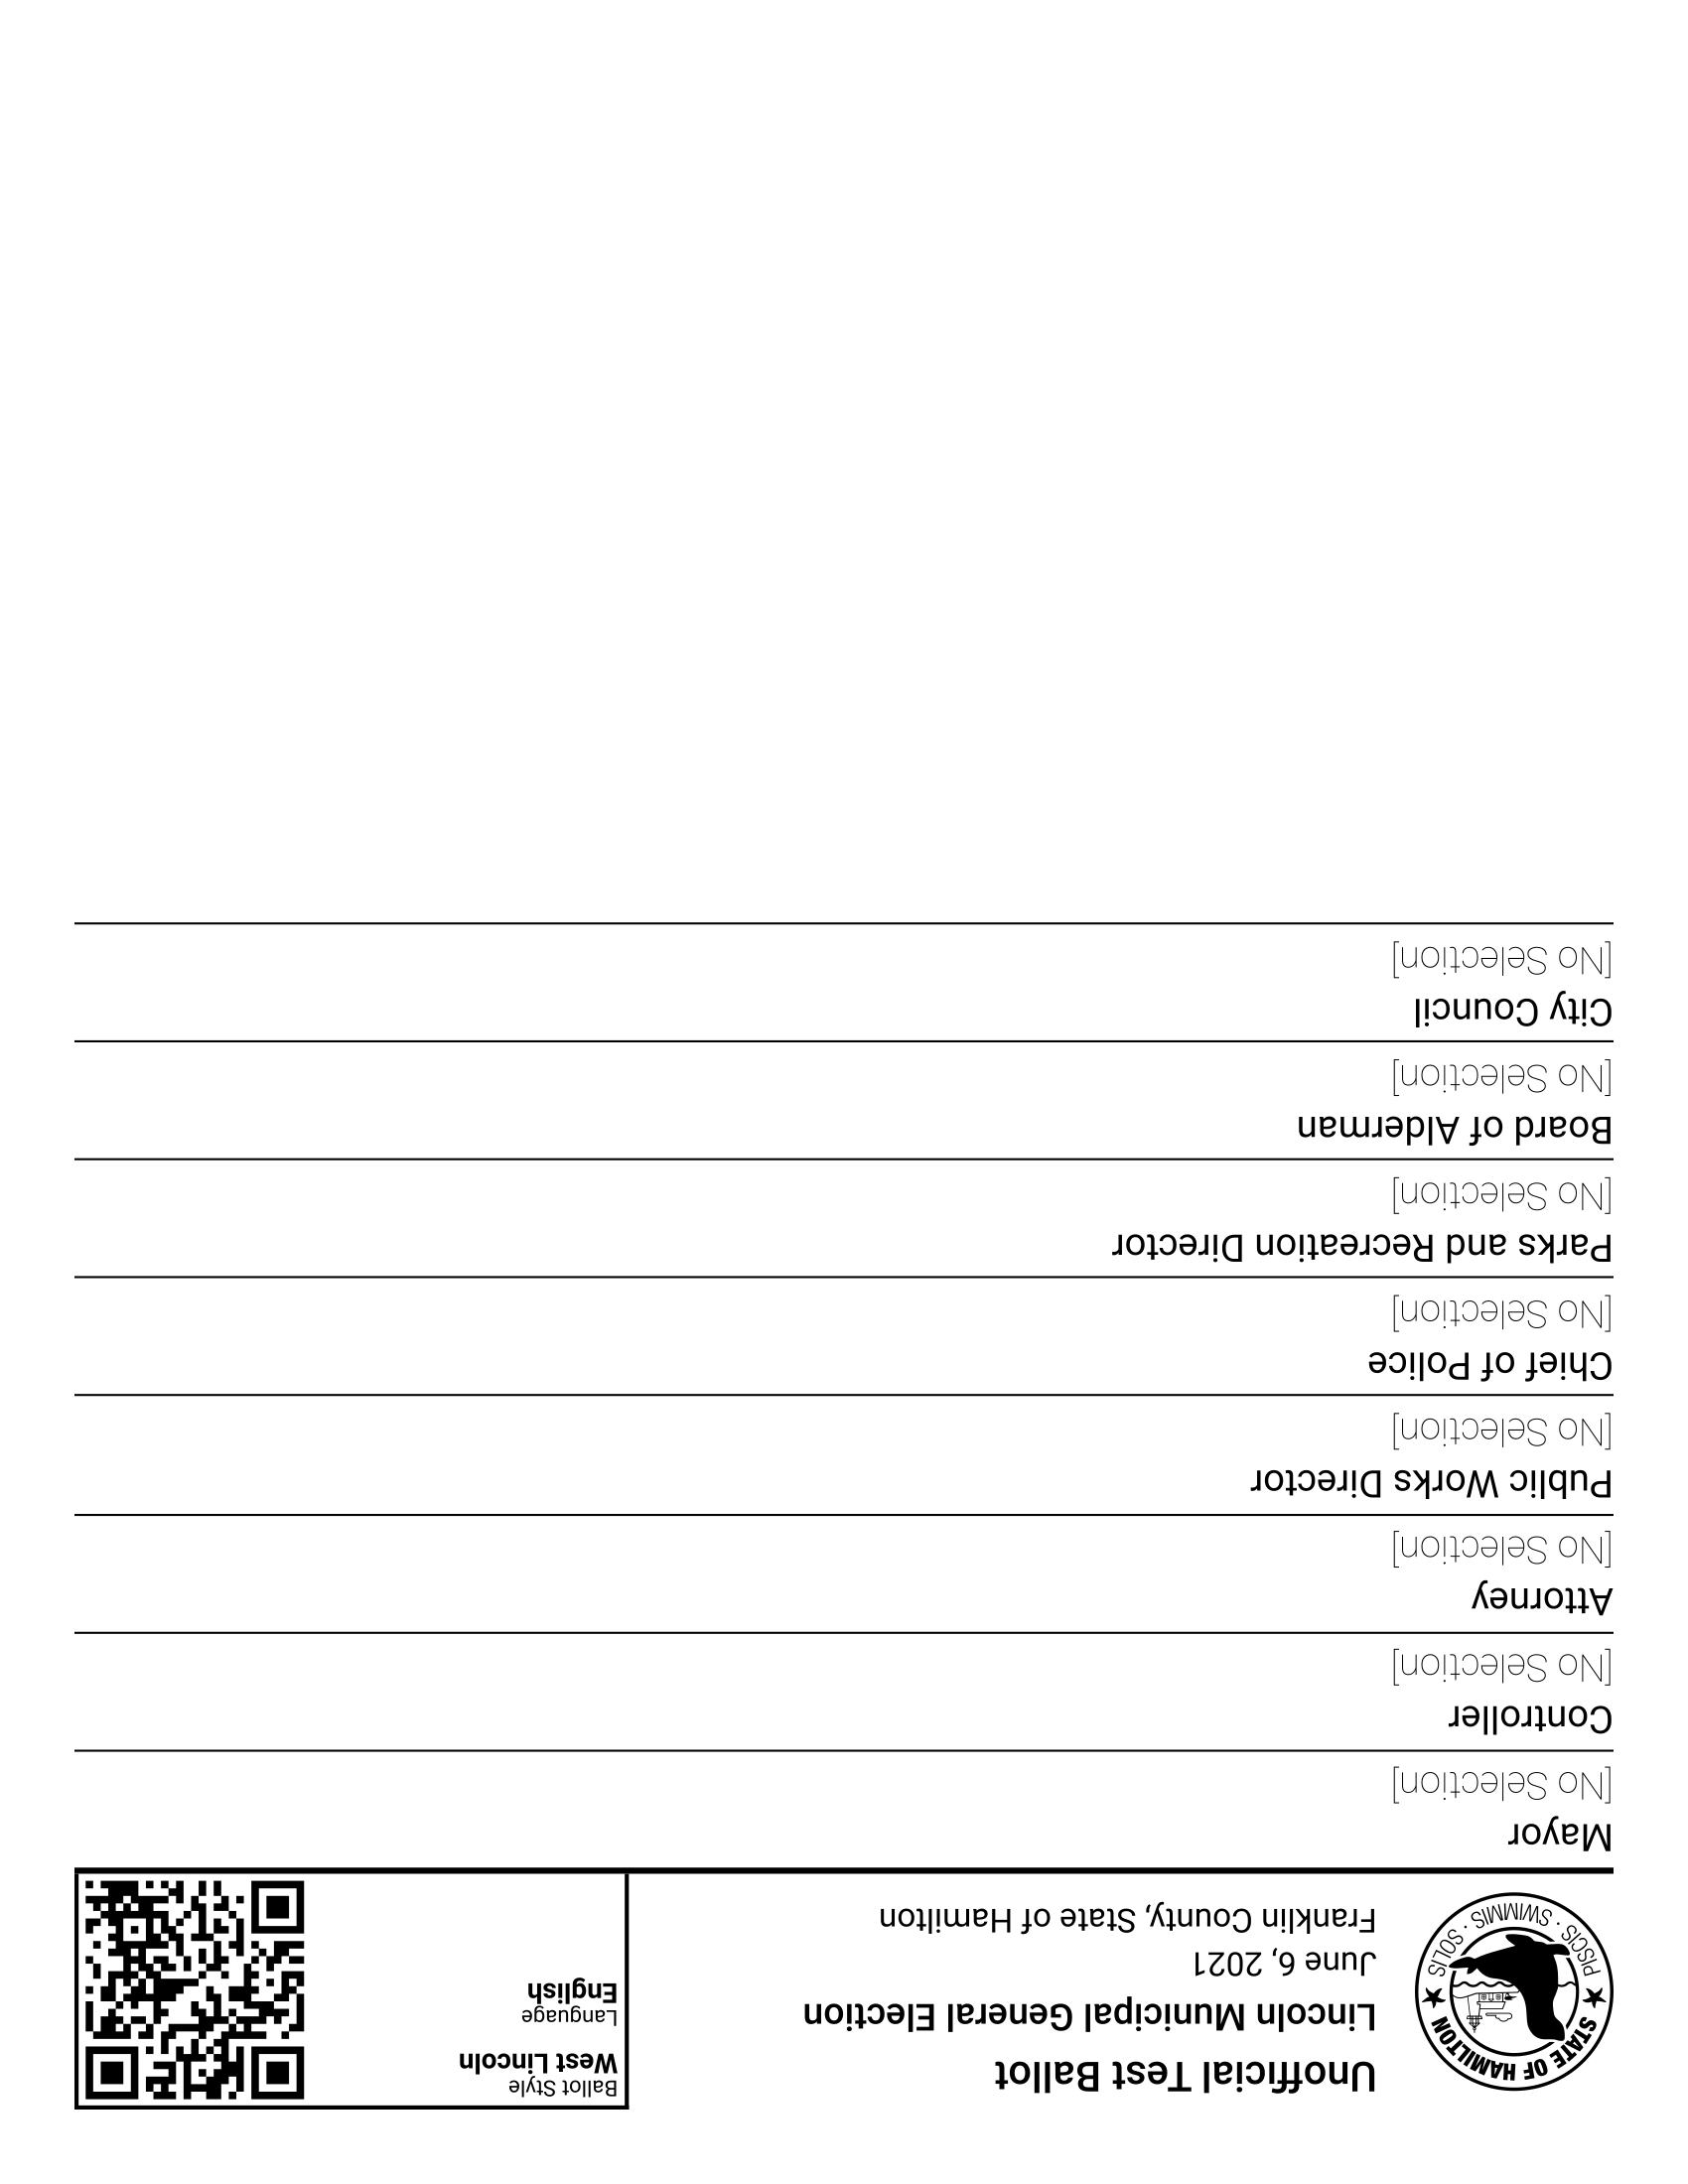 STATE OF HAMILTON
PISCIS · SWIMMIS · SOLIS
Unofficial Test Ballot
Lincoln Municipal General Election
June 6, 2021
Franklin County, State of Hamilton
Ballot Style
West Lincoln
Language
English
Mayor
[No Selection]
Controller
[No Selection]
Attorney
[No Selection]
Public Works Director
[No Selection]
Chief of Police
[No Selection]
Parks and Recreation Director
[No Selection]
Board of Alderman
[No Selection]
City Council
[No Selection]